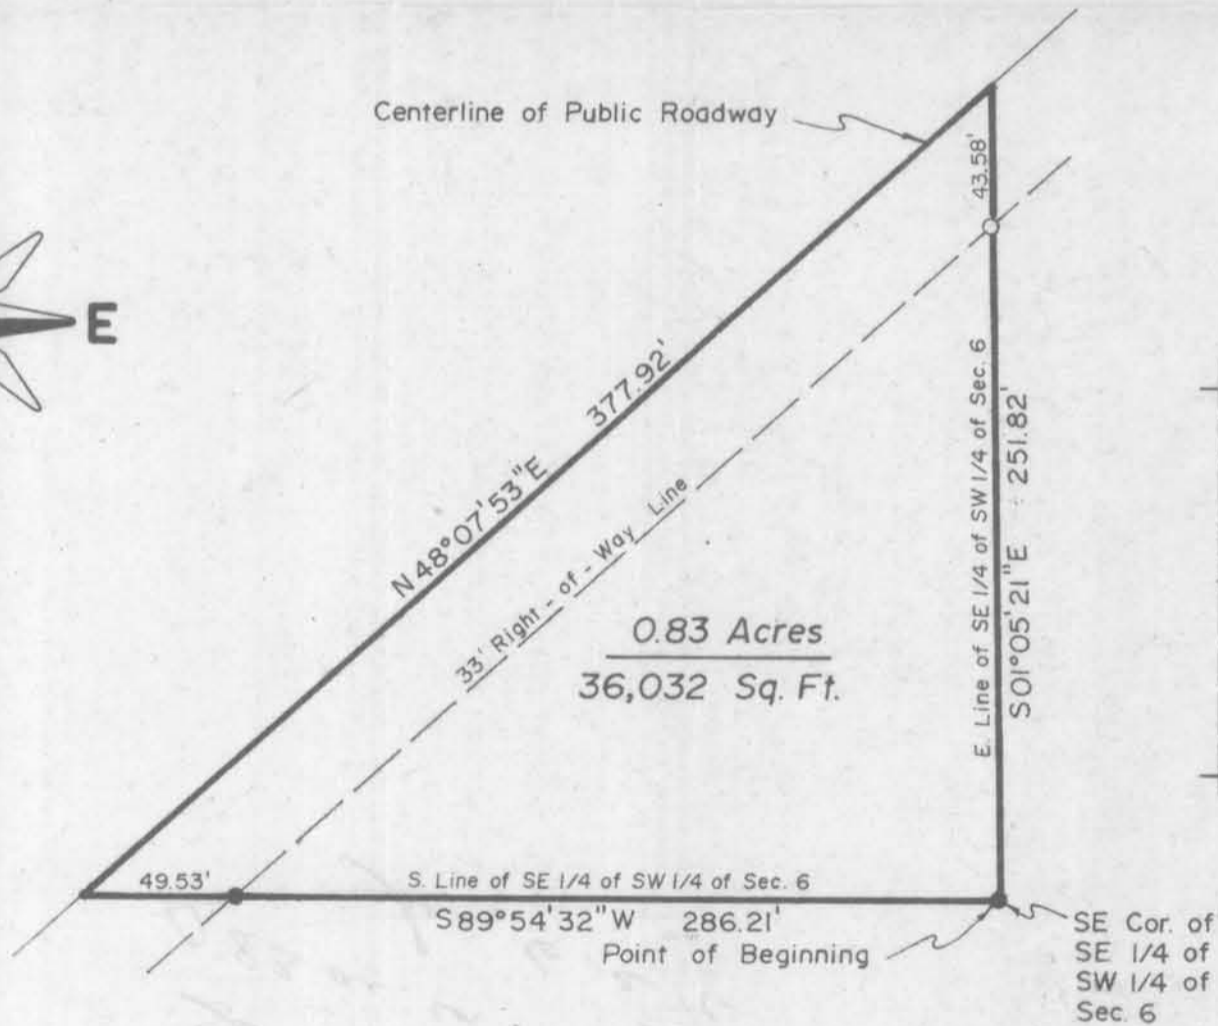 Centerline of Public Roadway
43.58'
E
N 48°07'53"E 377.92'
33' Right-of-Way Line
E. Line of SE 1/4 of SW 1/4 of Sec. 6
S 01°05'21"E 251.82'
0.83 Acres
36,032 Sq. Ft.
49.53'
S. Line of SE 1/4 of SW 1/4 of Sec. 6
S 89°54'32"W 286.21'
Point of Beginning
SE Cor. of
SE 1/4 of
SW 1/4 of
Sec. 6